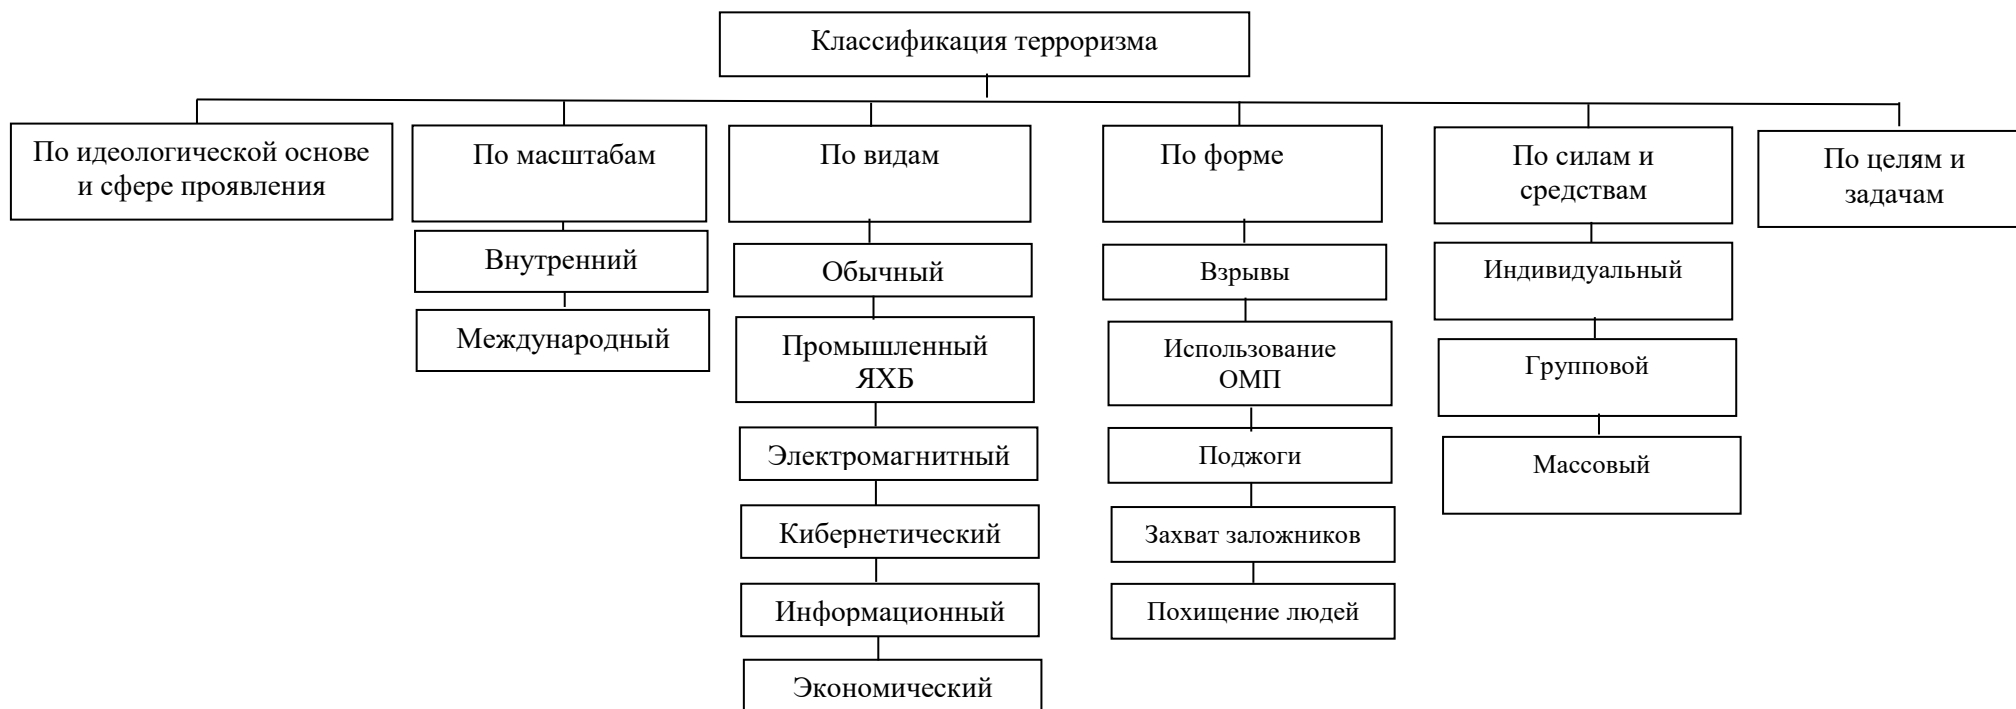 Классификация терроризма
По идеологической основе
и сфере проявления
По масштабам
Внутренний
Международный
По видам
Обычный
Промышленный
ЯХБ
Электромагнитный
Кибернетический
Информационный
Экономический
По форме
Взрывы
Использование
ОМП
Поджоги
Захват заложников
Похищение людей
По силам и
средствам
Индивидуальный
Групповой
Массовый
По целям и
задачам